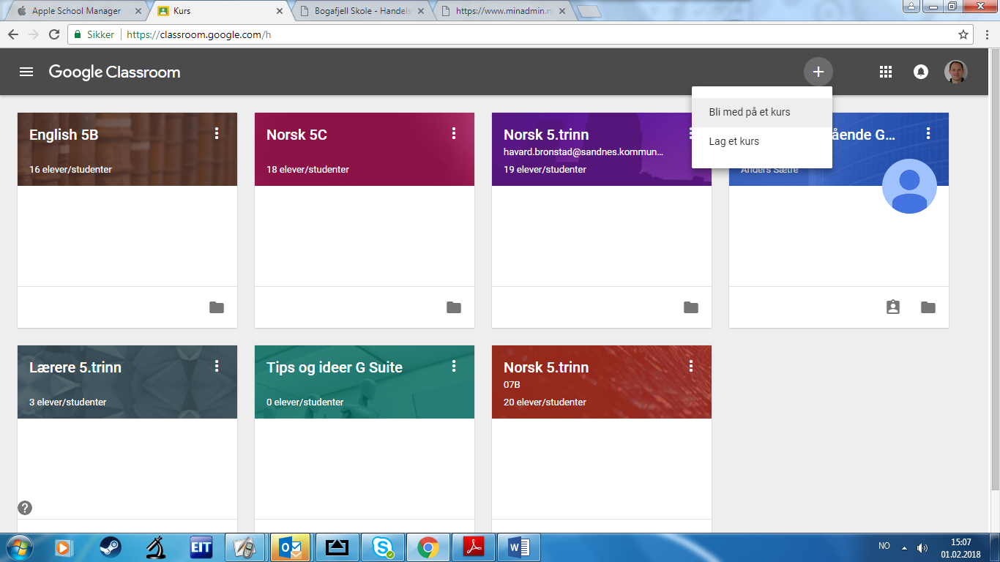 Apple School Manager
Kurs
Bogafjell Skole - Handels
https://www.minadmin.n
Sikker
https://classroom.google.com/h
Google Classroom
Bli med på et kurs
Lag et kurs
English 5B
16 elever/studenter
Norsk 5C
18 elever/studenter
Norsk 5.trinn
havard.bronstad@sandnes.kommun...
19 elever/studenter
ående G...
Anders Sætre
Lærere 5.trinn
3 elever/studenter
Tips og ideer G Suite
0 elever/studenter
Norsk 5.trinn
07B
20 elever/studenter
?
EIT
NO
15:07
01.02.2018